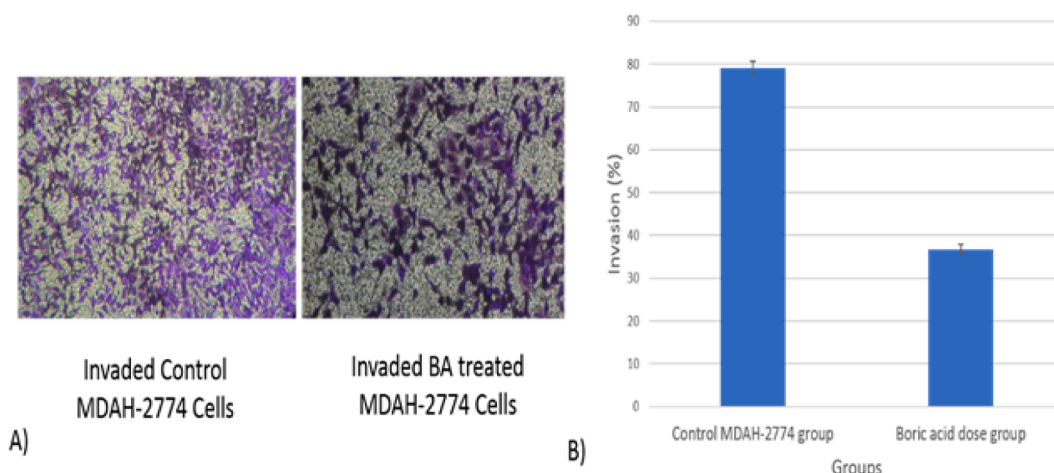 Invaded Control
MDAH-2774 Cells
Invaded BA treated
MDAH-2774 Cells
A)
90
80
70
60
50
40
30
20
10
0
Invasion (%)
Control MDAH-2774 group
Boric acid dose group
Groups
B)